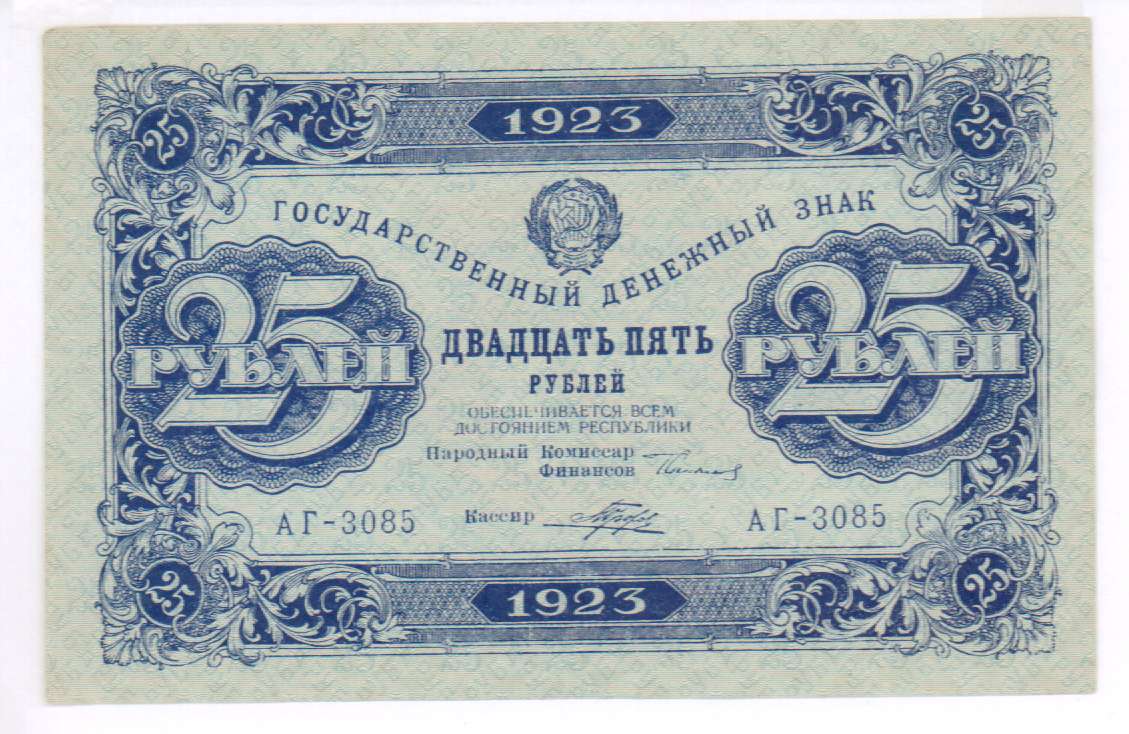 1923
25
25
ГОСУДАРСТВЕННЫЙ ДЕНЕЖНЫЙ ЗНАК
25 РУБЛЕЙ
25 РУБЛЕЙ
ДВАДЦАТЬ ПЯТЬ
РУБЛЕЙ
ОБЕСПЕЧИВАЕТСЯ ВСЕМ
ДОСТОЯНИЕМ РЕСПУБЛИКИ
Народный Комиссар
Финансов
АГ-3085
Кассир
АГ-3085
25
1923
25